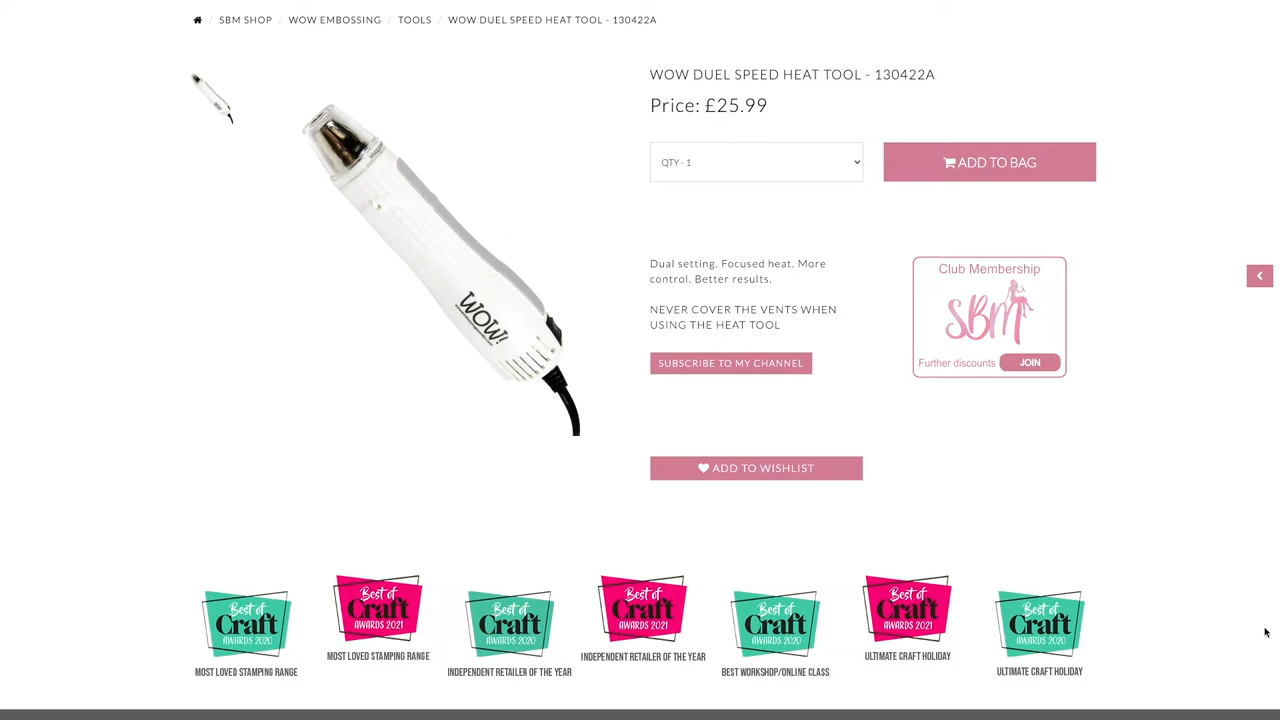 SBM SHOP / WOW EMBOSSING / TOOLS / WOW DUEL SPEED HEAT TOOL - 130422A
WOW DUEL SPEED HEAT TOOL - 130422A
Price: £25.99
QTY - 1
ADD TO BAG
WOW!
Dual setting. Focused heat. More
control. Better results.
NEVER COVER THE VENTS WHEN
USING THE HEAT TOOL
SUBSCRIBE TO MY CHANNEL
Club Membership
SBM
Further discounts JOIN
ADD TO WISHLIST
Best of
Craft
AWARDS 2020
MOST LOVED STAMPING RANGE
Best of
Craft
AWARDS 2021
MOST LOVED STAMPING RANGE
Best of
Craft
AWARDS 2020
INDEPENDENT RETAILER OF THE YEAR
Best of
Craft
AWARDS 2021
INDEPENDENT RETAILER OF THE YEAR
Best of
Craft
AWARDS 2020
BEST WORKSHOP/ONLINE CLASS
Best of
Craft
AWARDS 2021
ULTIMATE CRAFT HOLIDAY
Best of
Craft
AWARDS 2020
ULTIMATE CRAFT HOLIDAY